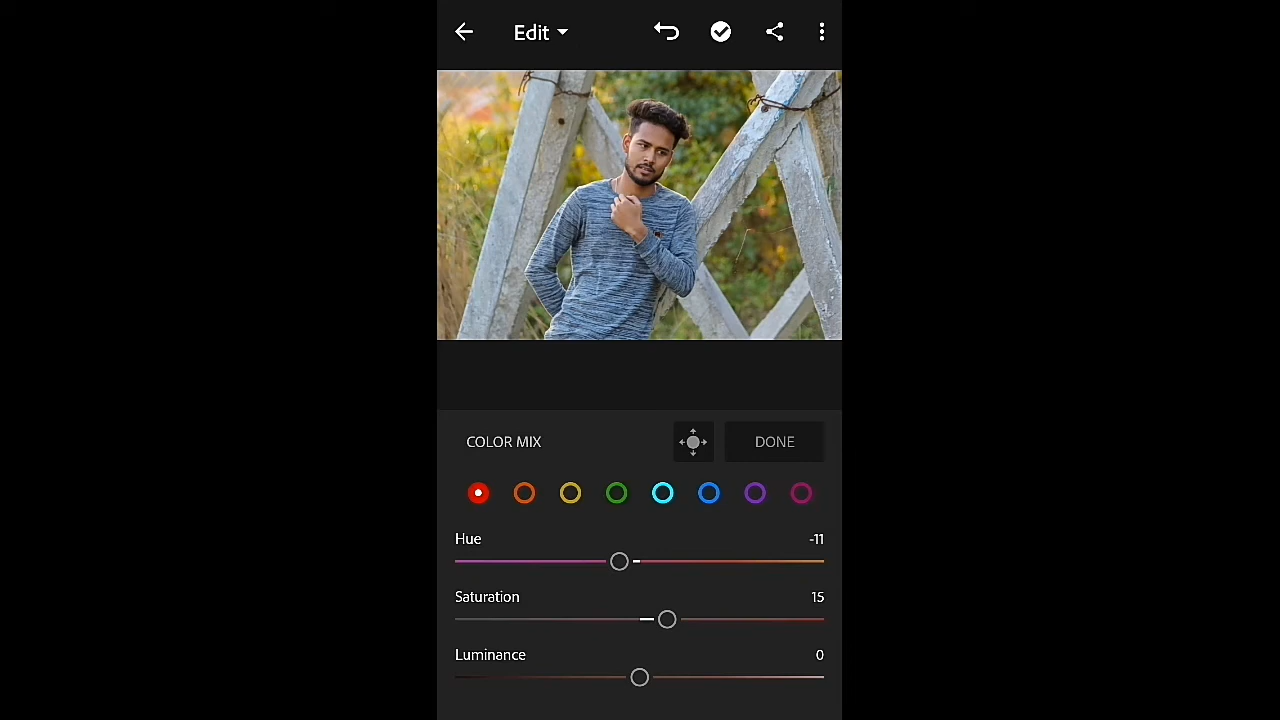 Edit
COLOR MIX
DONE
Hue -11
Saturation 15
Luminance 0